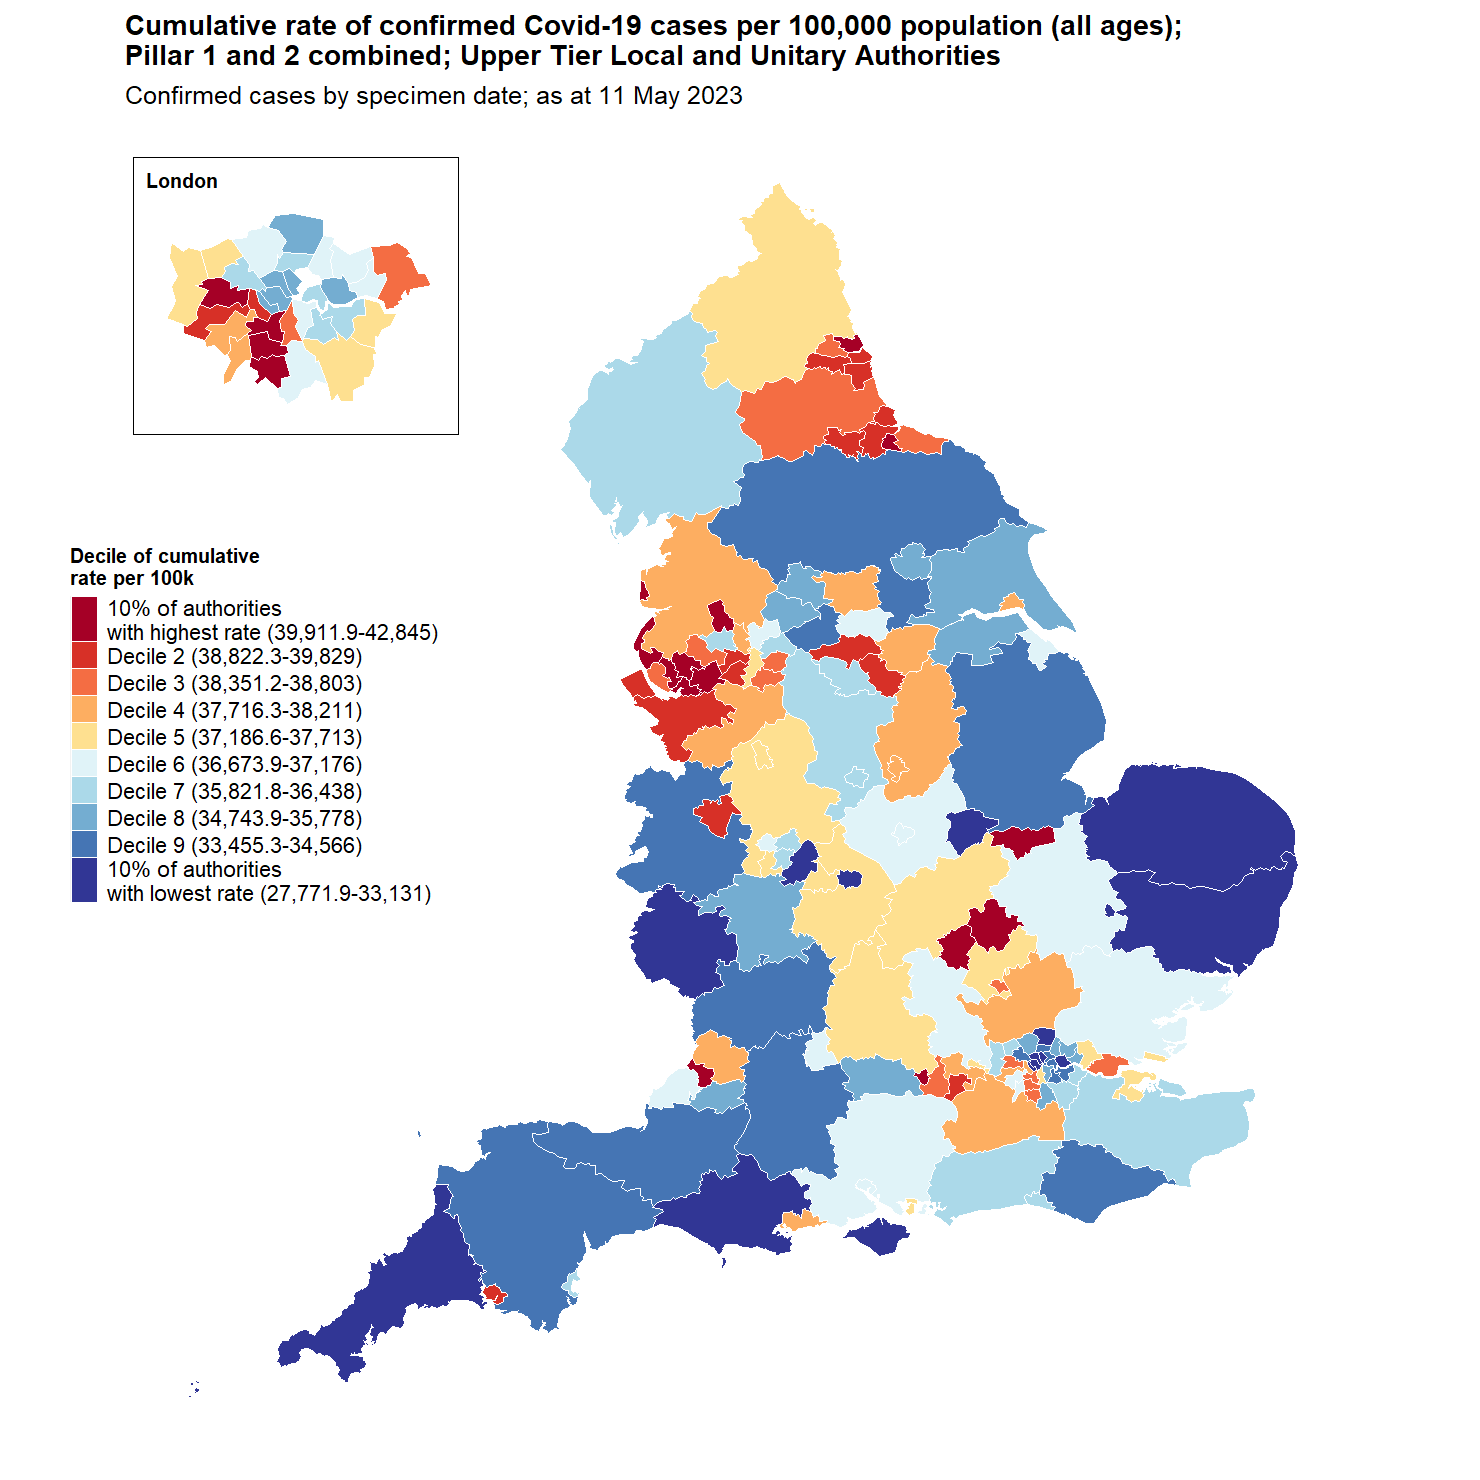 Cumulative rate of confirmed Covid-19 cases per 100,000 population (all ages);
Pillar 1 and 2 combined; Upper Tier Local and Unitary Authorities
Confirmed cases by specimen date; as at 11 May 2023
London
Decile of cumulative
rate per 100k
10% of authorities
with highest rate (39,911.9-42,845)
Decile 2 (38,822.3-39,829)
Decile 3 (38,351.2-38,803)
Decile 4 (37,716.3-38,211)
Decile 5 (37,186.6-37,713)
Decile 6 (36,673.9-37,176)
Decile 7 (35,821.8-36,438)
Decile 8 (34,743.9-35,778)
Decile 9 (33,455.3-34,566)
10% of authorities
with lowest rate (27,771.9-33,131)